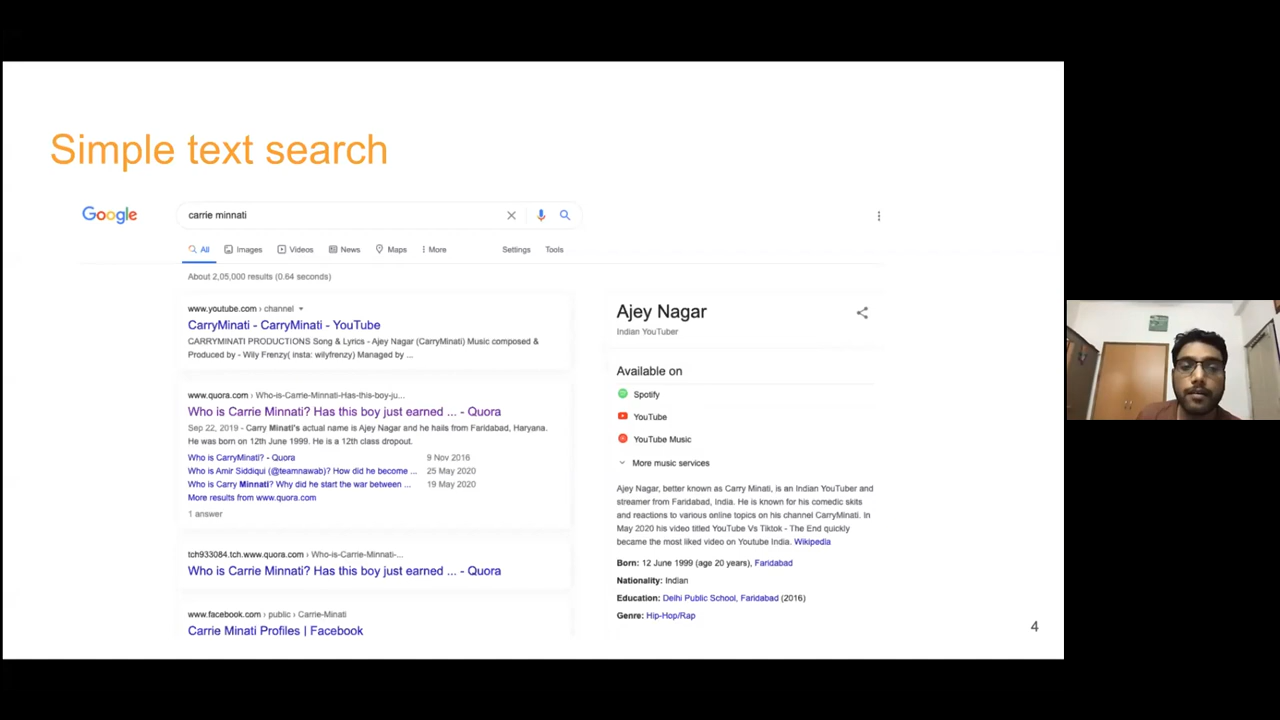 Simple text search
Google
carrie minnati
All Images Videos News Maps More Settings Tools
About 2,05,000 results (0.64 seconds)
www.youtube.com › channel
CarryMinati - CarryMinati - YouTube
CARRYMINATI PRODUCTIONS Song & Lyrics - Ajey Nagar (CarryMinati) Music composed &
Produced by - Wily Frenzy( insta: wilyfrenzy) Managed by ...
www.quora.com › Who-is-Carrie-Minnati-Has-this-boy-ju...
Who is Carrie Minnati? Has this boy just earned ... - Quora
Sep 22, 2019 - Carry Minati's actual name is Ajey Nagar and he hails from Faridabad, Haryana.
He was born on 12th June 1999. He is a 12th class dropout.
Who is CarryMinati? - Quora 9 Nov 2016
Who is Amir Siddiqui (@teamnawab)? How did he become ... 25 May 2020
Who is Carry Minnati? Why did he start the war between ... 19 May 2020
More results from www.quora.com
1 answer
tch933084.tch.www.quora.com › Who-is-Carrie-Minnati-...
Who is Carrie Minnati? Has this boy just earned ... - Quora
www.facebook.com › public › Carrie-Minati
Carrie Minati Profiles | Facebook
Ajey Nagar
Indian YouTuber
Available on
Spotify
YouTube
YouTube Music
More music services
Ajey Nagar, better known as Carry Minati, is an Indian YouTuber and
streamer from Faridabad, India. He is known for his comedic skits
and reactions to various online topics on his channel CarryMinati. In
May 2020 his video titled YouTube Vs Tiktok - The End quickly
became the most liked video on Youtube India. Wikipedia
Born: 12 June 1999 (age 20 years), Faridabad
Nationality: Indian
Education: Delhi Public School, Faridabad (2016)
Genre: Hip-Hop/Rap
4